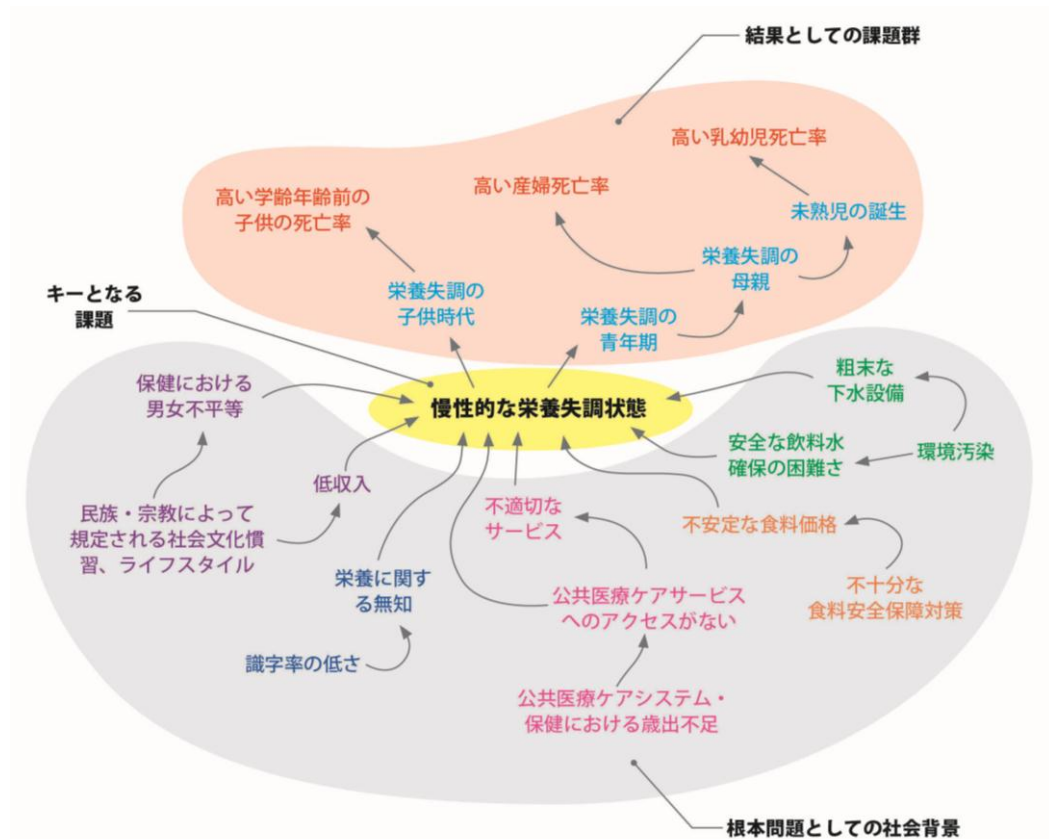 結果としての課題群
高い乳幼児死亡率
高い産婦死亡率
高い学齢年齢前の
子供の死亡率
未熟児の誕生
栄養失調の
母親
栄養失調の
子供時代
栄養失調の
青年期
キーとなる
課題
慢性的な栄養失調状態
保健における
男女不平等
粗末な
下水設備
安全な飲料水
確保の困難さ
環境汚染
低収入
民族・宗教によって
規定される社会文化慣
習、ライフスタイル
不適切な
サービス
不安定な食料価格
栄養に関す
る無知
公共医療ケアサービス
へのアクセスがない
不十分な
食料安全保障対策
識字率の低さ
公共医療ケアシステム・
保健における歳出不足
根本問題としての社会背景